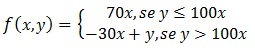 f(x,y) = { 70x, se y ≤ 100x
−30x + y, se y > 100x